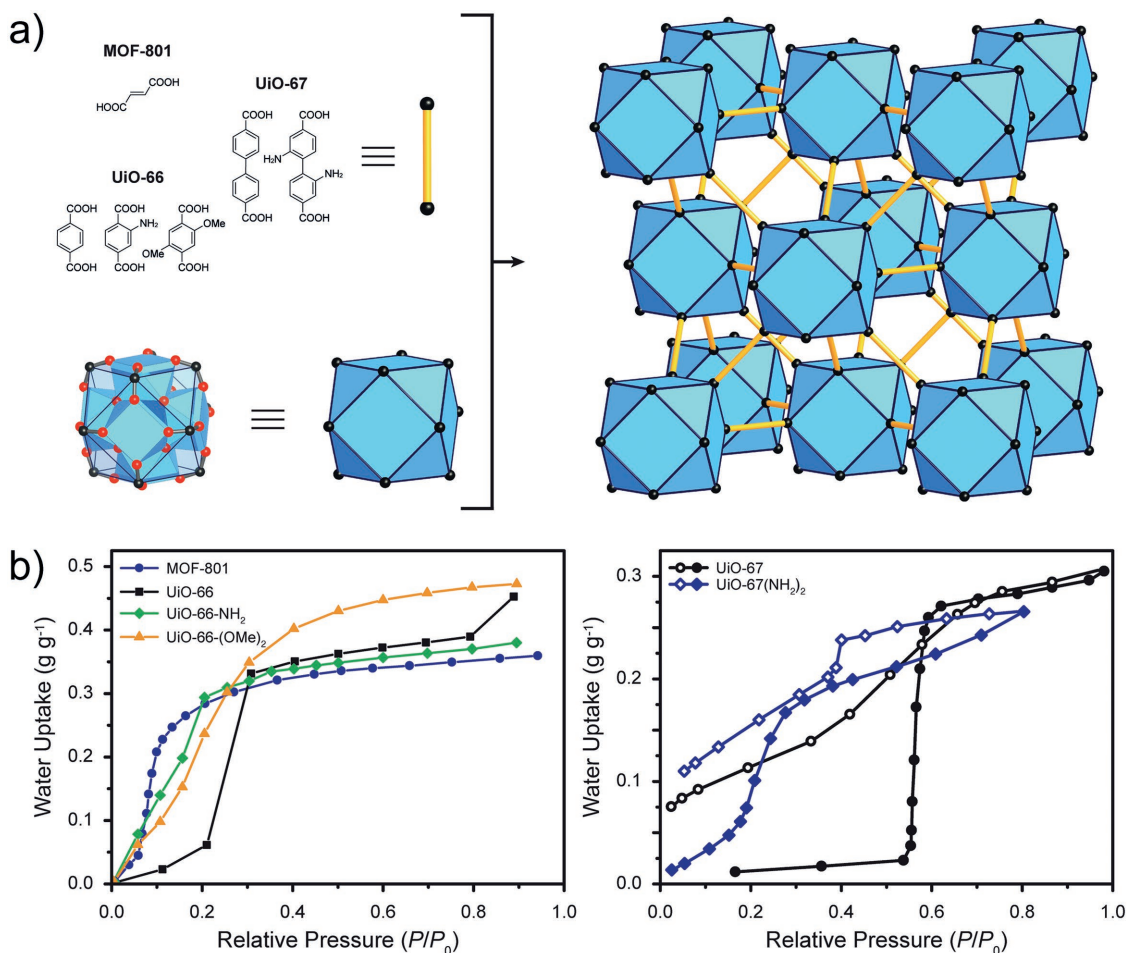 a)
MOF-801
COOH
HOOC
UiO-67
COOH
COOH
H₂N
NH₂
COOH
COOH
UiO-66
COOH
COOH
COOH
NH₂
OMe
OMe
COOH
COOH
COOH
b)
MOF-801
UiO-66
UiO-66-NH₂
UiO-66-(OMe)₂
0.5
0.4
0.3
0.2
0.1
0.0
Water Uptake (g g⁻¹)
0.0 0.2 0.4 0.6 0.8 1.0
Relative Pressure (P/P₀)
UiO-67
UiO-67(NH₂)₂
0.3
0.2
0.1
0.0
Water Uptake (g g⁻¹)
0.0 0.2 0.4 0.6 0.8 1.0
Relative Pressure (P/P₀)